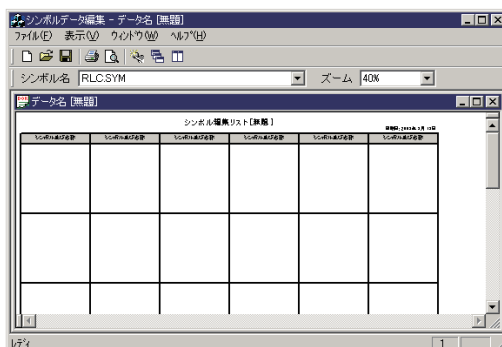 シンボルデータ編集 - データ名 [無題]
ファイル(F) 表示(V) ウィンドウ(W) ヘルプ(H)
シンボル名 RLC.SYM ズーム 40%
データ名 [無題]
シンボル編集リスト [無題]
レディ 1